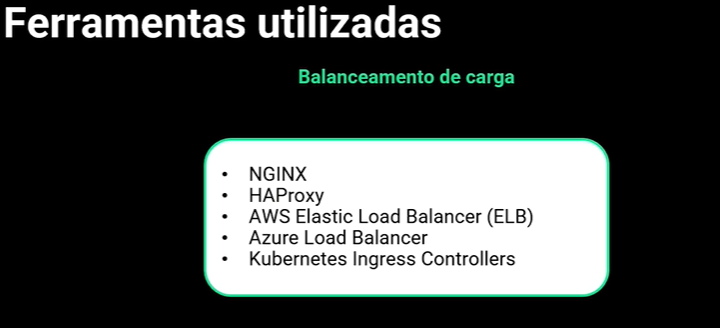 Ferramentas utilizadas
Balanceamento de carga
• NGINX
• HAProxy
• AWS Elastic Load Balancer (ELB)
• Azure Load Balancer
• Kubernetes Ingress Controllers